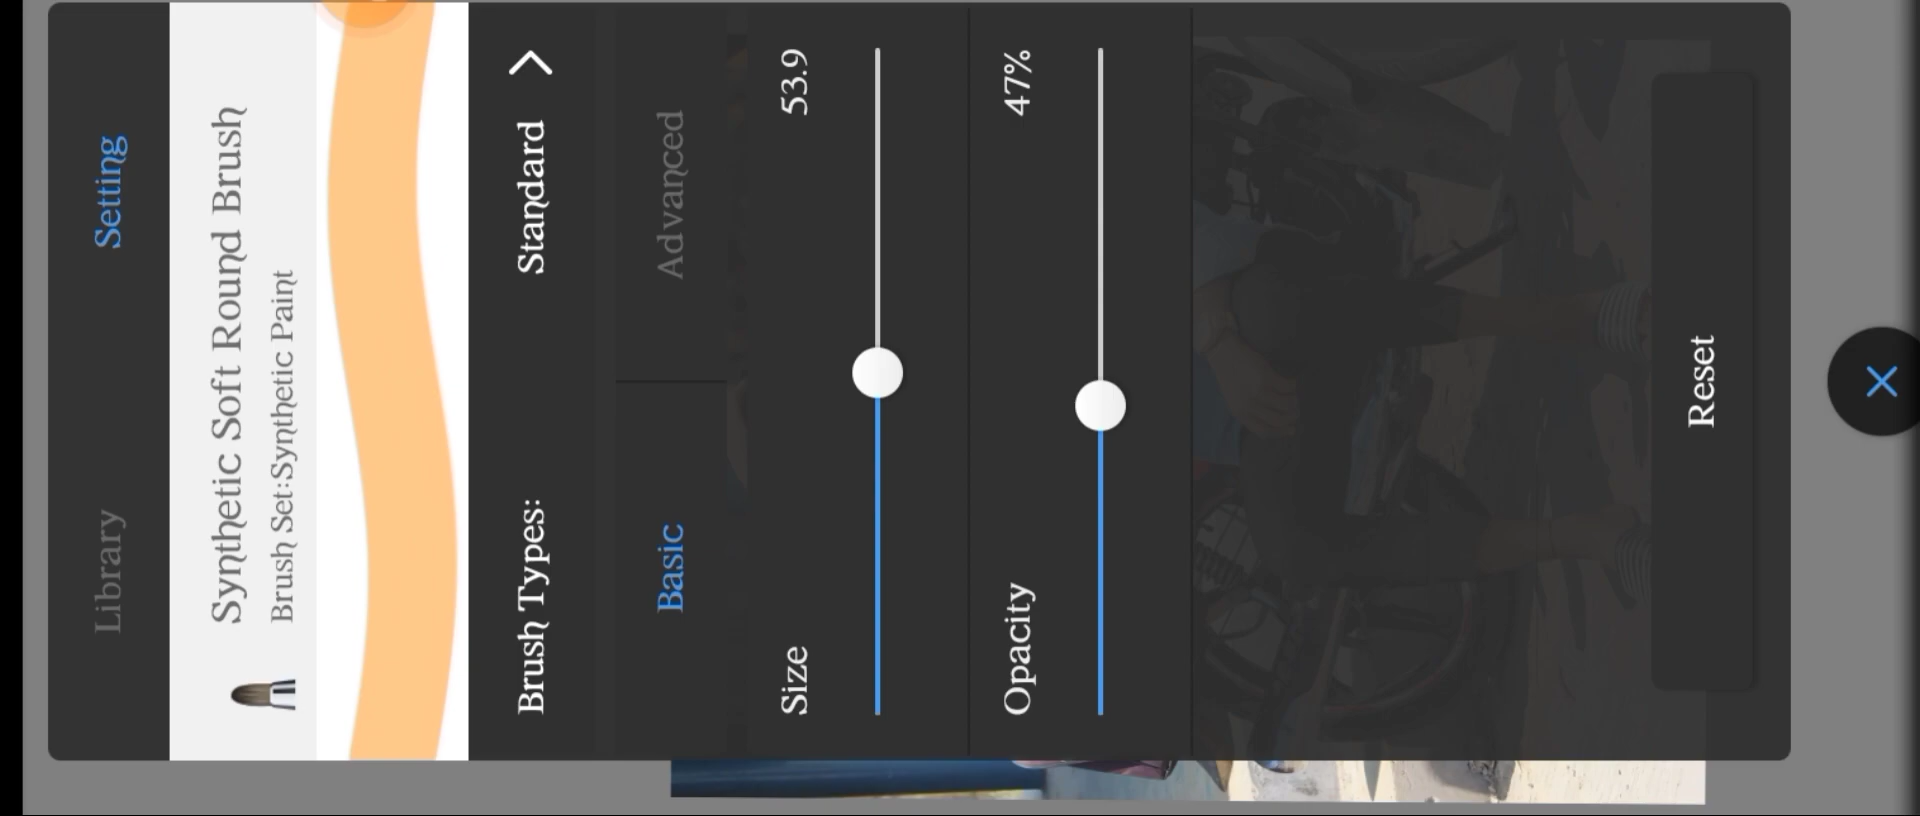 Library Setting
Synthetic Soft Round Brush
Brush Set:Synthetic Paint
Brush Types: Standard
Basic Advanced
Size 53.9
Opacity 47%
Reset